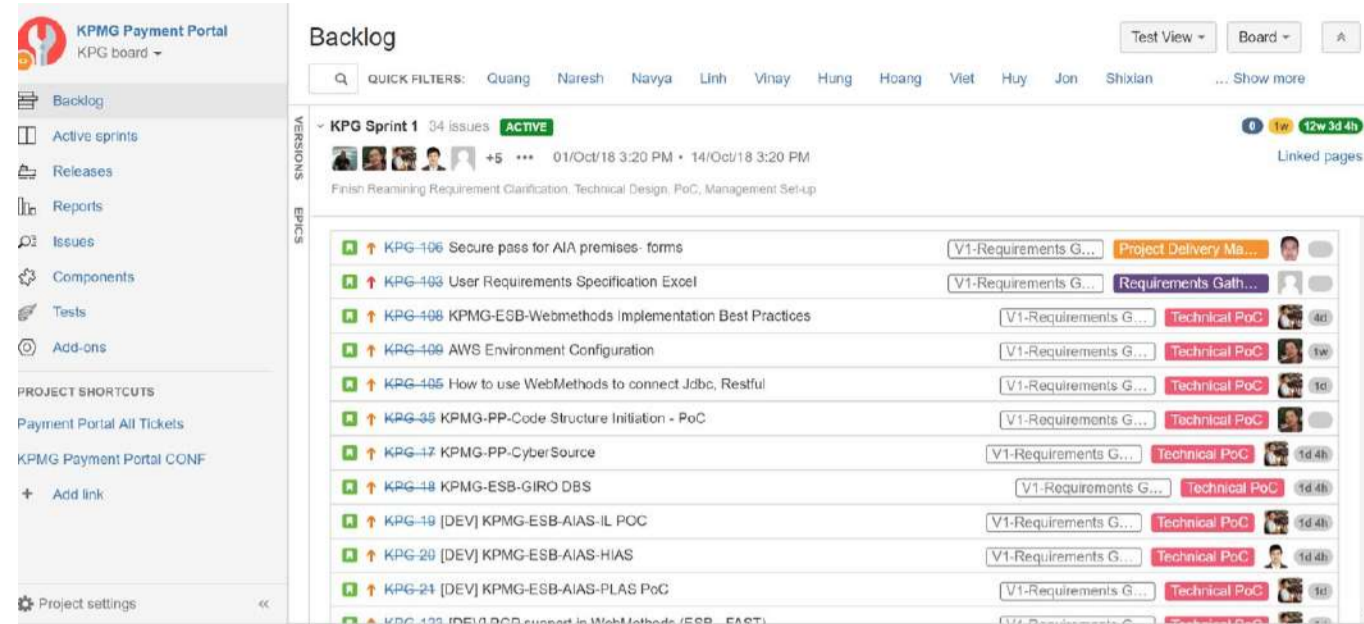 KPMG Payment Portal
KPG board
Backlog
Active sprints
Releases
Reports
Issues
Components
Tests
Add-ons
PROJECT SHORTCUTS
Payment Portal All Tickets
KPMG Payment Portal CONF
+ Add link
Project settings «
Backlog
Test View
Board
QUICK FILTERS: Quang Naresh Navya Linh Vinay Hung Hoang Viet Huy Jon Shixian ... Show more
VERSIONS
EPICS
KPG Sprint 1 34 issues ACTIVE 0 1w 12w 3d 4h
+5 ••• 01/Oct/18 3:20 PM • 14/Oct/18 3:20 PM Linked pages
Finish Reamining Requirement Clarification, Technical Design, PoC, Management Set-up
KPG-106 Secure pass for AIA premises- forms V1-Requirements G... Project Delivery Ma...
KPG-103 User Requirements Specification Excel V1-Requirements G... Requirements Gath...
KPG-108 KPMG-ESB-Webmethods Implementation Best Practices V1-Requirements G... Technical PoC 4d
KPG-109 AWS Environment Configuration V1-Requirements G... Technical PoC 1w
KPG-105 How to use WebMethods to connect Jdbc, Restful V1-Requirements G... Technical PoC 1d
KPG-35 KPMG-PP-Code Structure Initiation - PoC V1-Requirements G... Technical PoC
KPG-17 KPMG-PP-CyberSource V1-Requirements G... Technical PoC 1d 4h
KPG-18 KPMG-ESB-GIRO DBS V1-Requirements G... Technical PoC 1d 4h
KPG-19 [DEV] KPMG-ESB-AIAS-IL POC V1-Requirements G... Technical PoC 1d 4h
KPG-20 [DEV] KPMG-ESB-AIAS-HIAS V1-Requirements G... Technical PoC 1d 4h
KPG-21 [DEV] KPMG-ESB-AIAS-PLAS PoC V1-Requirements G... Technical PoC 1d
[DEV] PGP support in WebMethods (ESB - FAST) V1-Requirements G... Technical PoC